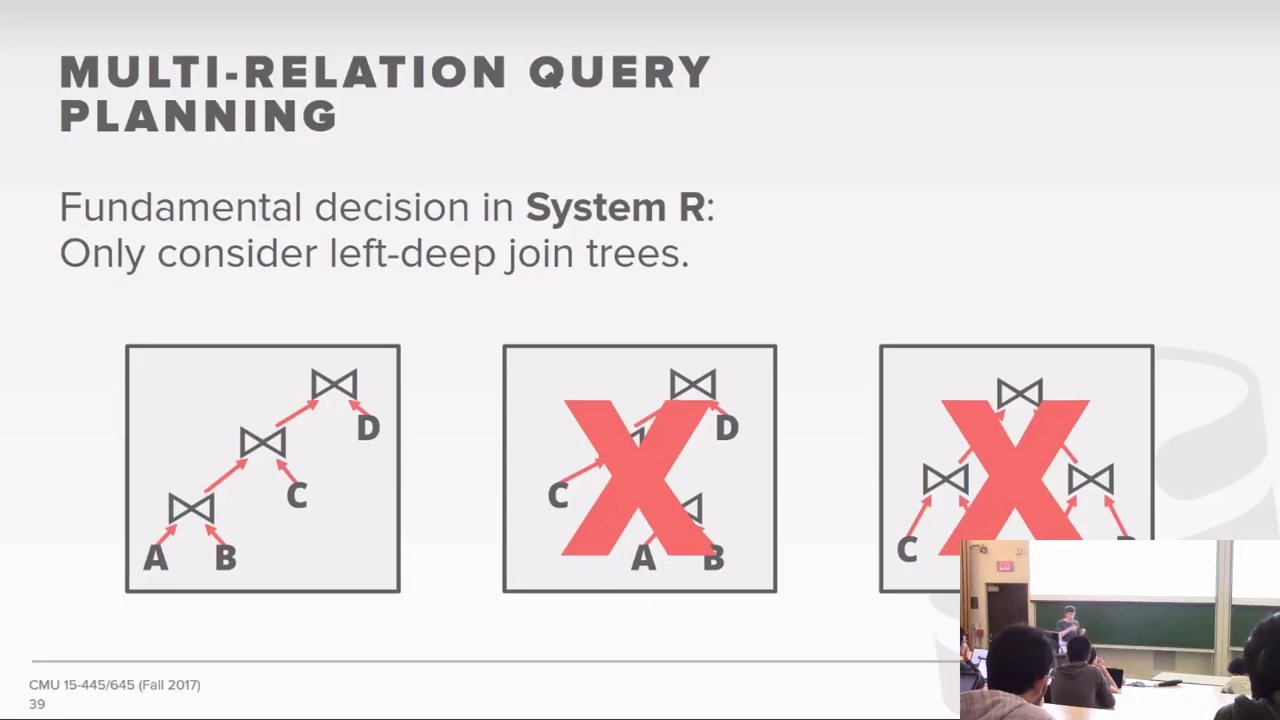 MULTI-RELATION QUERY
PLANNING
Fundamental decision in System R:
Only consider left-deep join trees.
D
C
A B
D
C
A B
C
CMU 15-445/645 (Fall 2017)
39